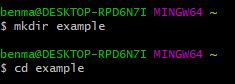 benma@DESKTOP-RPD6N7I MINGW64 ~
$ mkdir example
benma@DESKTOP-RPD6N7I MINGW64 ~
$ cd example